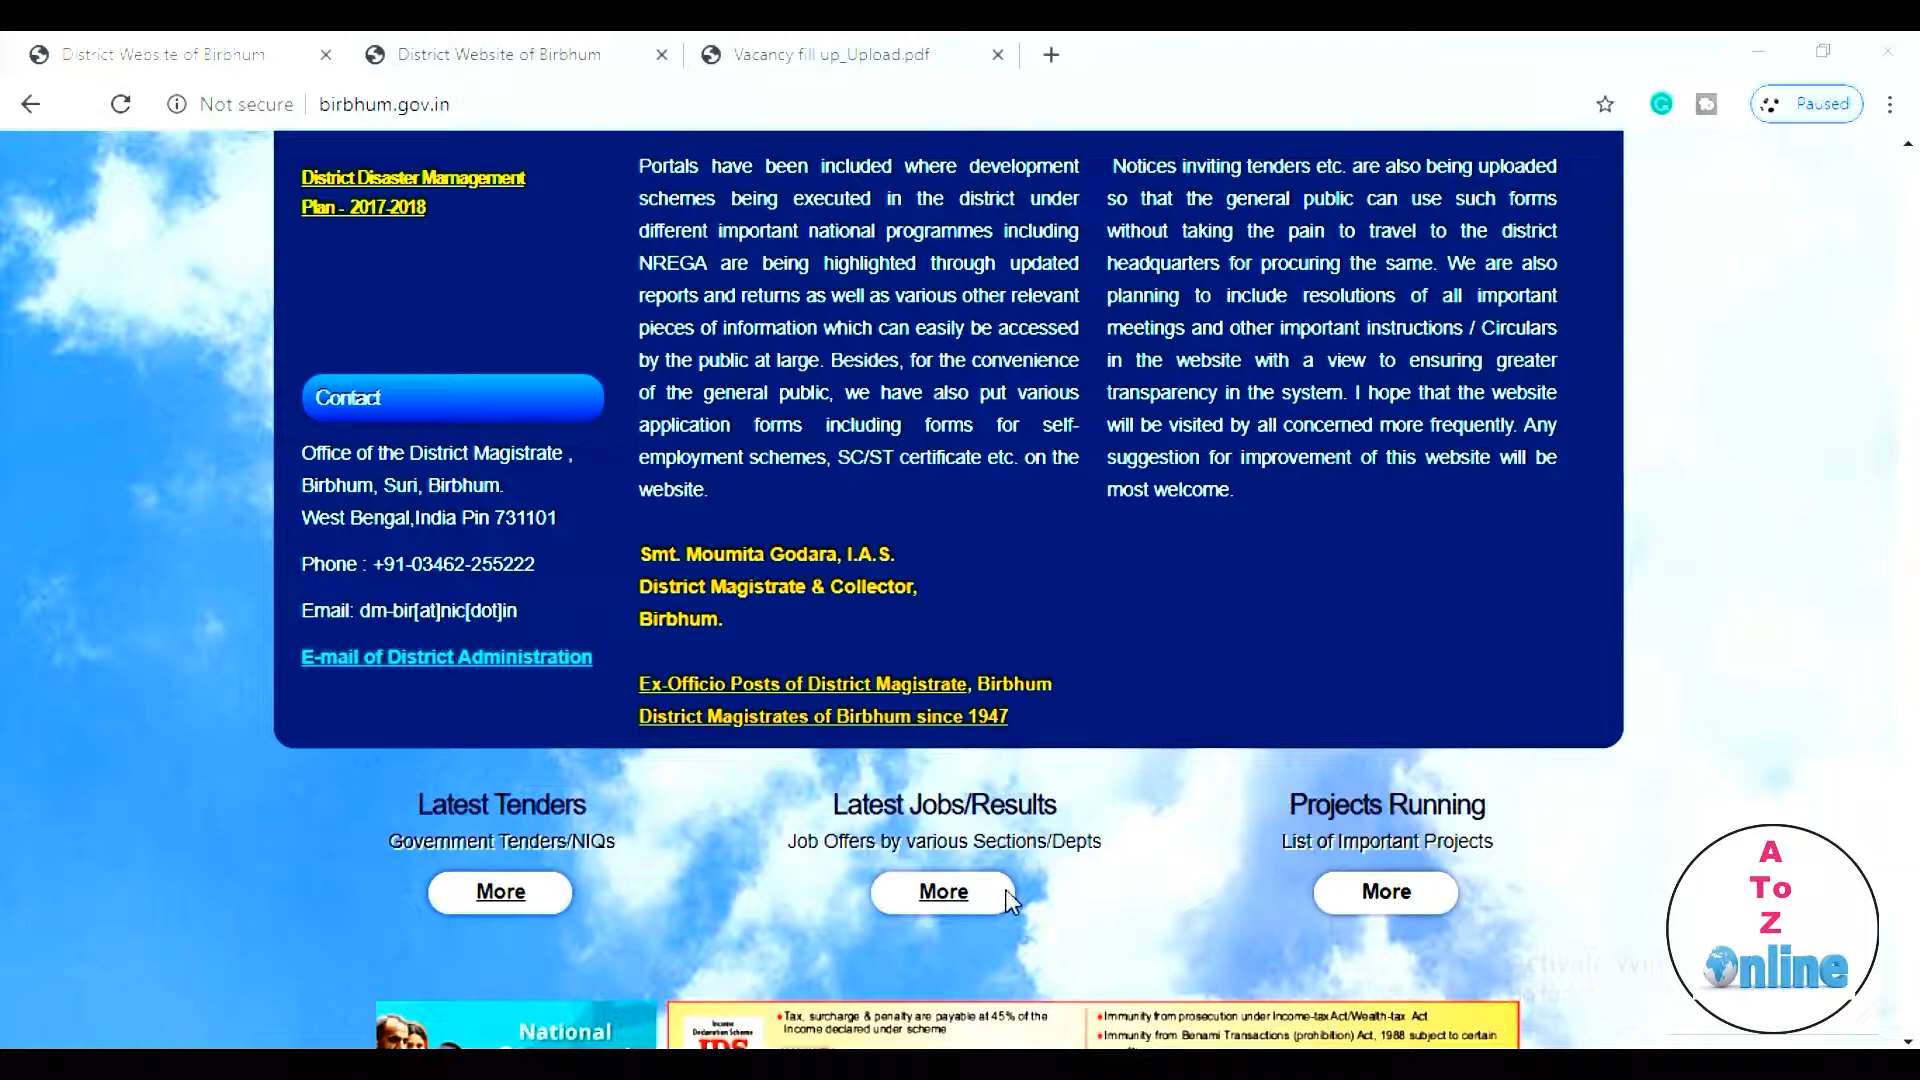 District Website of Birbhum
District Website of Birbhum
Vacancy fill up_Upload.pdf
Not secure
birbhum.gov.in
Paused
District Disaster Mamagement
Plan - 2017-2018
Contact
Office of the District Magistrate ,
Birbhum, Suri, Birbhum.
West Bengal,India Pin 731101
Phone : +91-03462-255222
Email: dm-bir[at]nic[dot]in
E-mail of District Administration
Portals have been included where development
schemes being executed in the district under
different important national programmes including
NREGA are being highlighted through updated
reports and returns as well as various other relevant
pieces of information which can easily be accessed
by the public at large. Besides, for the convenience
of the general public, we have also put various
application forms including forms for self-
employment schemes, SC/ST certificate etc. on the
website.
Smt. Moumita Godara, I.A.S.
District Magistrate & Collector,
Birbhum.
Ex-Officio Posts of District Magistrate, Birbhum
District Magistrates of Birbhum since 1947
Notices inviting tenders etc. are also being uploaded
so that the general public can use such forms
without taking the pain to travel to the district
headquarters for procuring the same. We are also
planning to include resolutions of all important
meetings and other important instructions / Circulars
in the website with a view to ensuring greater
transparency in the system. I hope that the website
will be visited by all concerned more frequently. Any
suggestion for improvement of this website will be
most welcome.
Latest Tenders
Government Tenders/NIQs
More
Latest Jobs/Results
Job Offers by various Sections/Depts
More
Projects Running
List of Important Projects
More
A
To
Z
Online
National
Income
Declaration Scheme
IDS
Tax, surcharge & penalty are payable at 45% of the
Income declared under scheme
Immunity from prosecution under Income-tax Act/Wealth-tax Act
Immunity from Benami Transactions (prohibition) Act, 1988 subject to certain